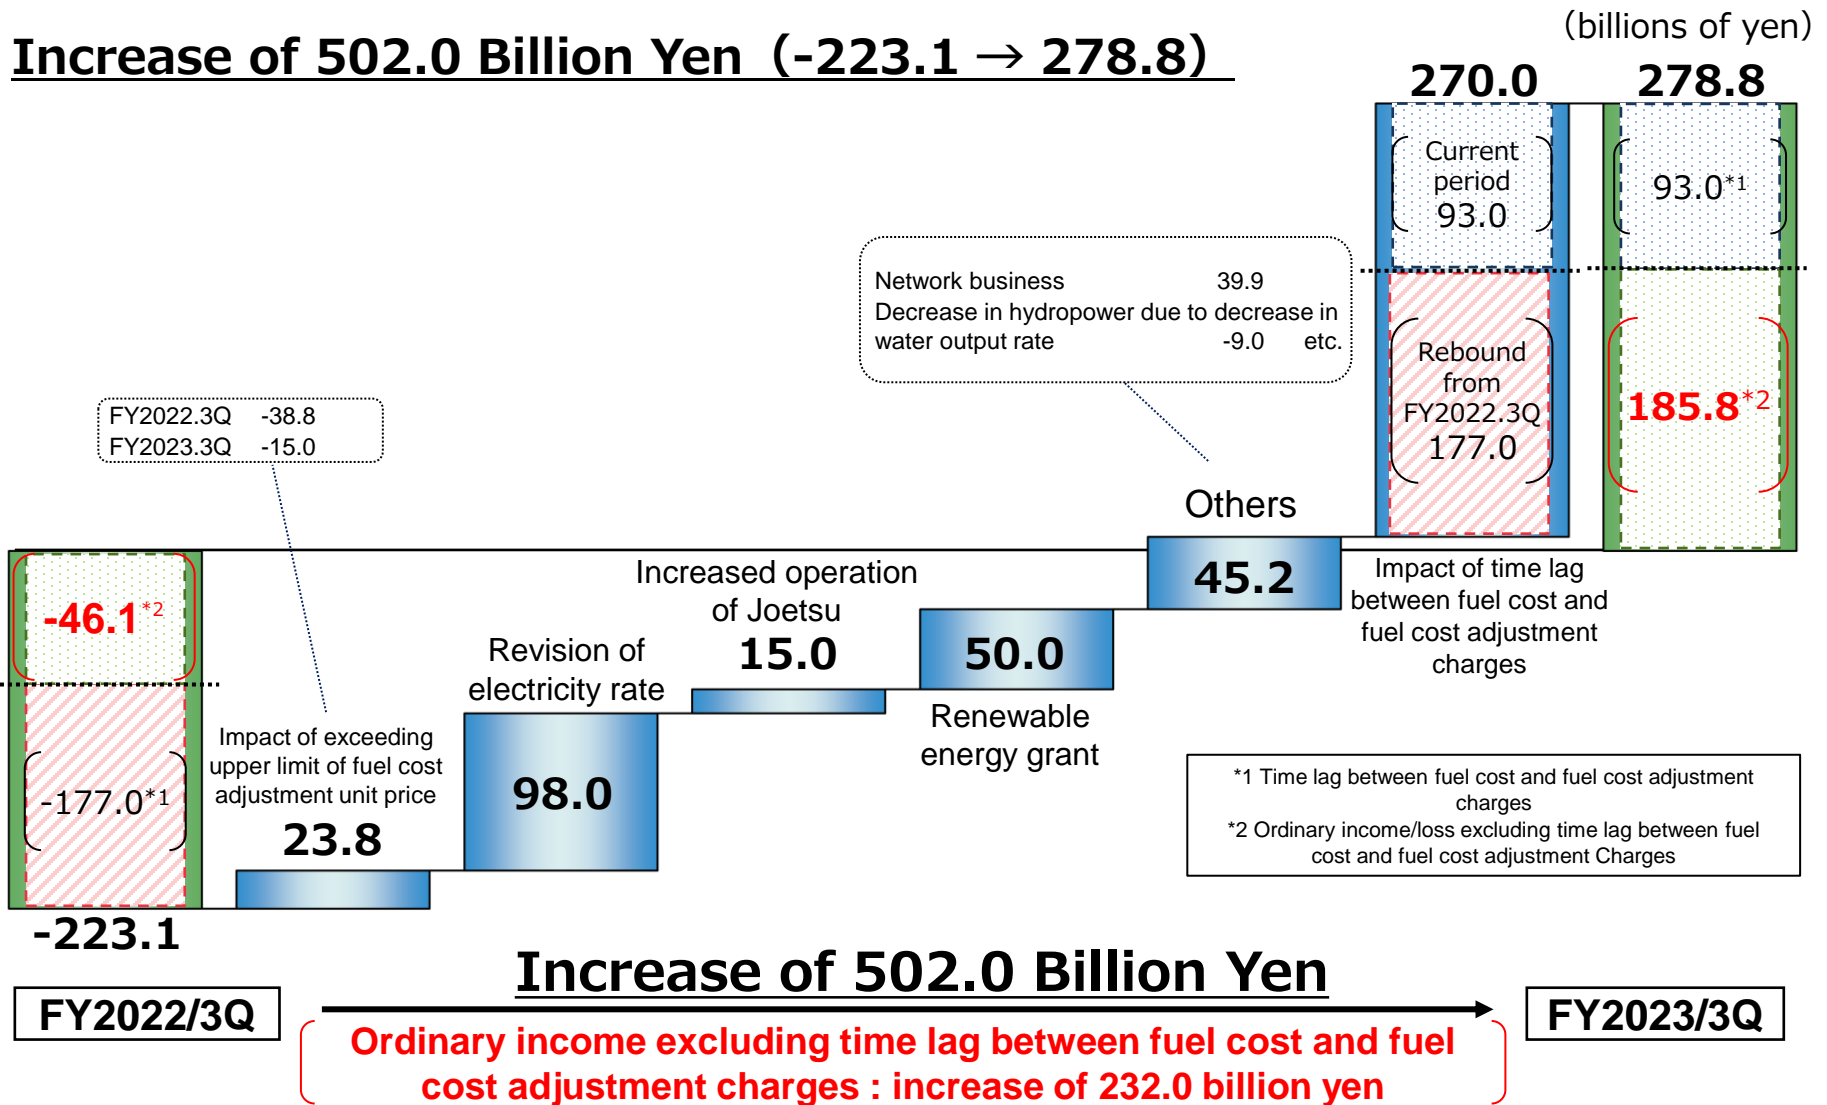 (billions of yen)
Increase of 502.0 Billion Yen（-223.1 → 278.8）
270.0
278.8
Current
period
93.0
93.0*1
Network business 39.9
Decrease in hydropower due to decrease in
water output rate -9.0 etc.
Rebound
from
FY2022.3Q
177.0
185.8*2
FY2022.3Q -38.8
FY2023.3Q -15.0
Others
45.2
Increased operation
of Joetsu
15.0
Impact of time lag
between fuel cost and
fuel cost adjustment
charges
-46.1*2
Revision of
electricity rate
98.0
50.0
Renewable
energy grant
Impact of exceeding
upper limit of fuel cost
adjustment unit price
23.8
-177.0*1
-223.1
*1 Time lag between fuel cost and fuel cost adjustment
charges
*2 Ordinary income/loss excluding time lag between fuel
cost and fuel cost adjustment Charges
Increase of 502.0 Billion Yen
FY2022/3Q
FY2023/3Q
Ordinary income excluding time lag between fuel cost and fuel
cost adjustment charges : increase of 232.0 billion yen